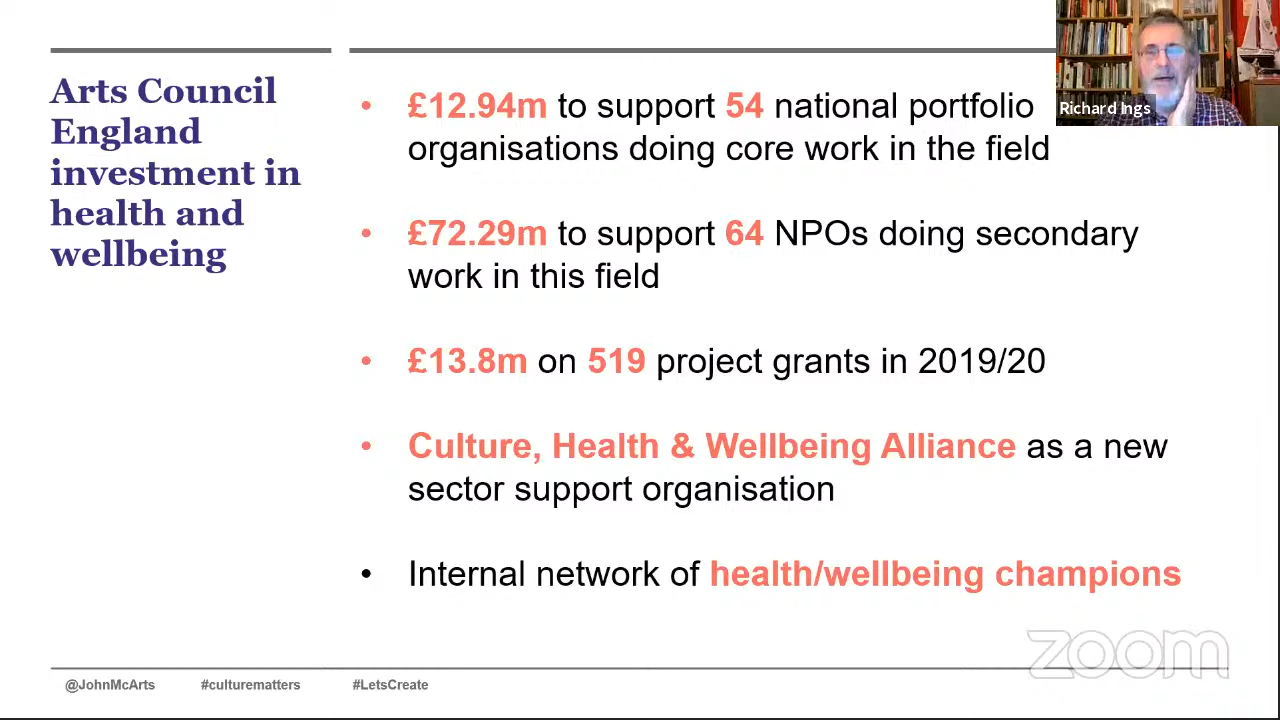 Arts Council
England
investment in
health and
wellbeing
• £12.94m to support 54 national portfolio
organisations doing core work in the field
• £72.29m to support 64 NPOs doing secondary
work in this field
• £13.8m on 519 project grants in 2019/20
• Culture, Health & Wellbeing Alliance as a new
sector support organisation
• Internal network of health/wellbeing champions
Richard Ings
zoom
@JohnMcArts #culturematters #LetsCreate